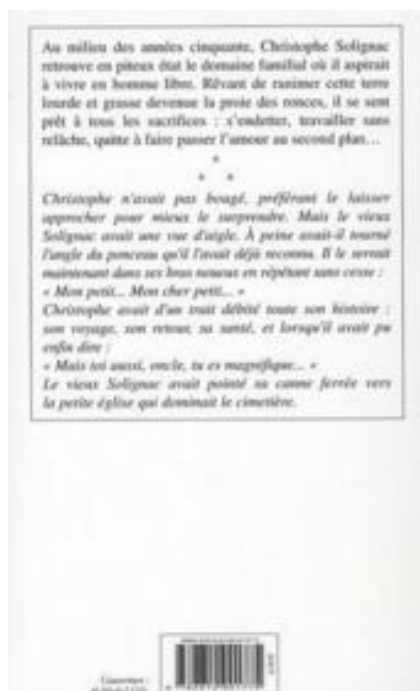 Au milieu des années cinquante, Christophe Solignac
retrouve en piteux état le domaine familial où il aspirait
à vivre en homme libre. Rêvant de ranimer cette terre
lourde et grasse devenue la proie des ronces, il se sent
prêt à tous les sacrifices : s'endetter, travailler sans
relâche, quitte à faire passer l'amour au second plan…
*
* *
Christophe n'avait pas bougé, préférant le laisser
approcher pour mieux le surprendre. Mais le vieux
Solignac avait une vue d'aigle. À peine avait-il tourné
l'angle du ponceau qu'il l'avait déjà reconnu. Il le serrait
maintenant dans ses bras noueux en répétant sans cesse :
« Mon petit... Mon cher petit... »
Christophe avait d'un trait débité toute son histoire :
son voyage, son retour, sa santé, et lorsqu'il avait pu
enfin dire :
« Mais toi aussi, oncle, tu es magnifique... »
Le vieux Solignac avait pointé sa canne ferrée vers
la petite église qui dominait le cimetière.
Couverture :